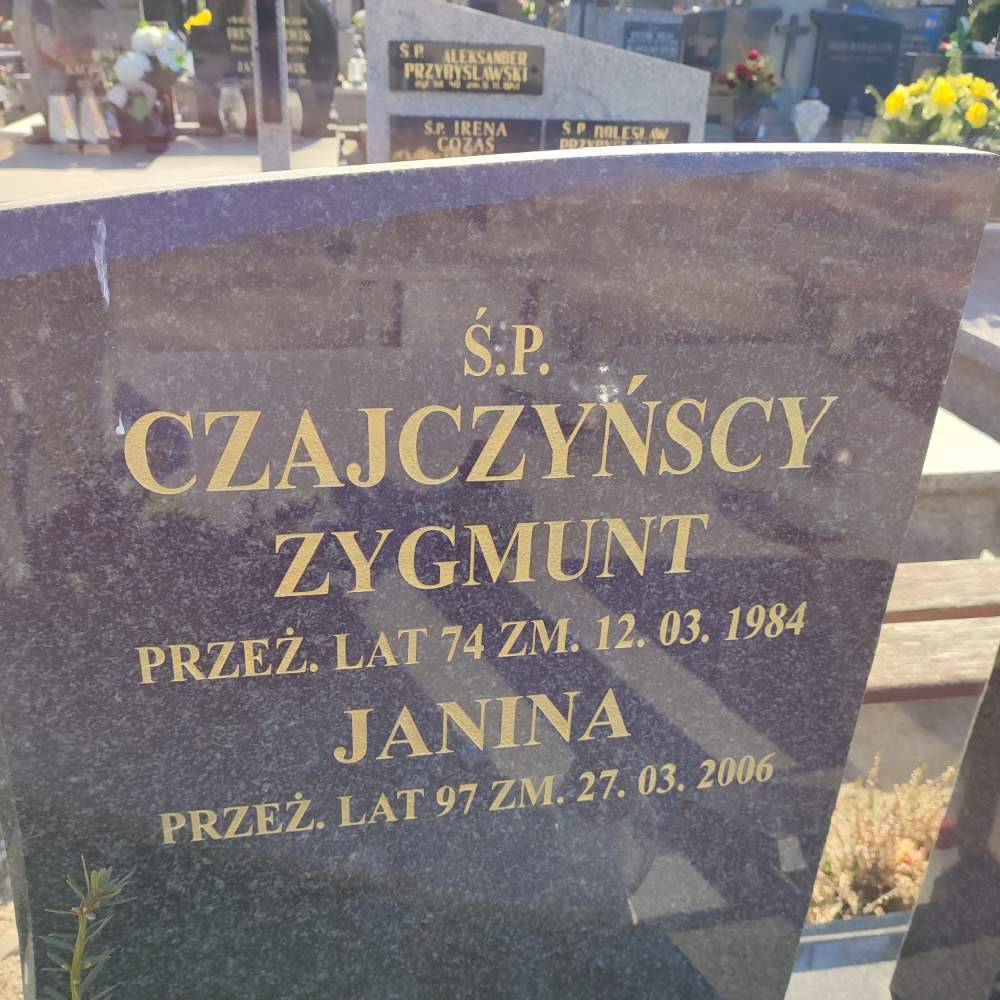 Ś.P. ALEKSANDER
PRZYBYSŁAWSKI
Ś.P. IRENA
GOZAŚ
Ś.P. BOLESŁAW
Ś.P.
CZAJCZYŃSCY
ZYGMUNT
PRZEŻ. LAT 74 ZM. 12. 03. 1984
JANINA
PRZEŻ. LAT 97 ZM. 27. 03. 2006